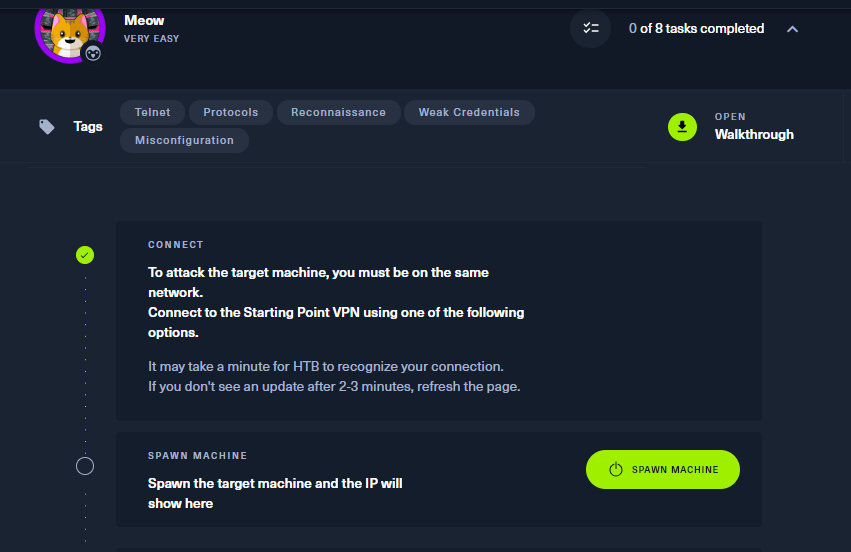 Meow
VERY EASY
0 of 8 tasks completed
Tags
Telnet
Protocols
Reconnaissance
Weak Credentials
Misconfiguration
OPEN
Walkthrough
CONNECT
To attack the target machine, you must be on the same
network.
Connect to the Starting Point VPN using one of the following
options.
It may take a minute for HTB to recognize your connection.
If you don't see an update after 2-3 minutes, refresh the page.
SPAWN MACHINE
Spawn the target machine and the IP will
show here
SPAWN MACHINE